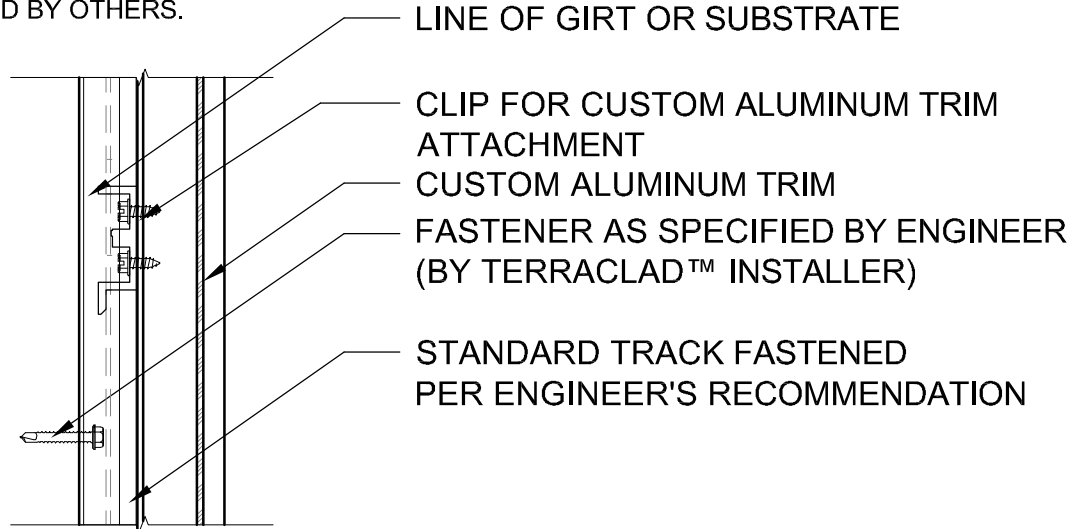 D BY OTHERS.
LINE OF GIRT OR SUBSTRATE
CLIP FOR CUSTOM ALUMINUM TRIM
ATTACHMENT
CUSTOM ALUMINUM TRIM
FASTENER AS SPECIFIED BY ENGINEER
(BY TERRACLAD™ INSTALLER)
STANDARD TRACK FASTENED
PER ENGINEER'S RECOMMENDATION